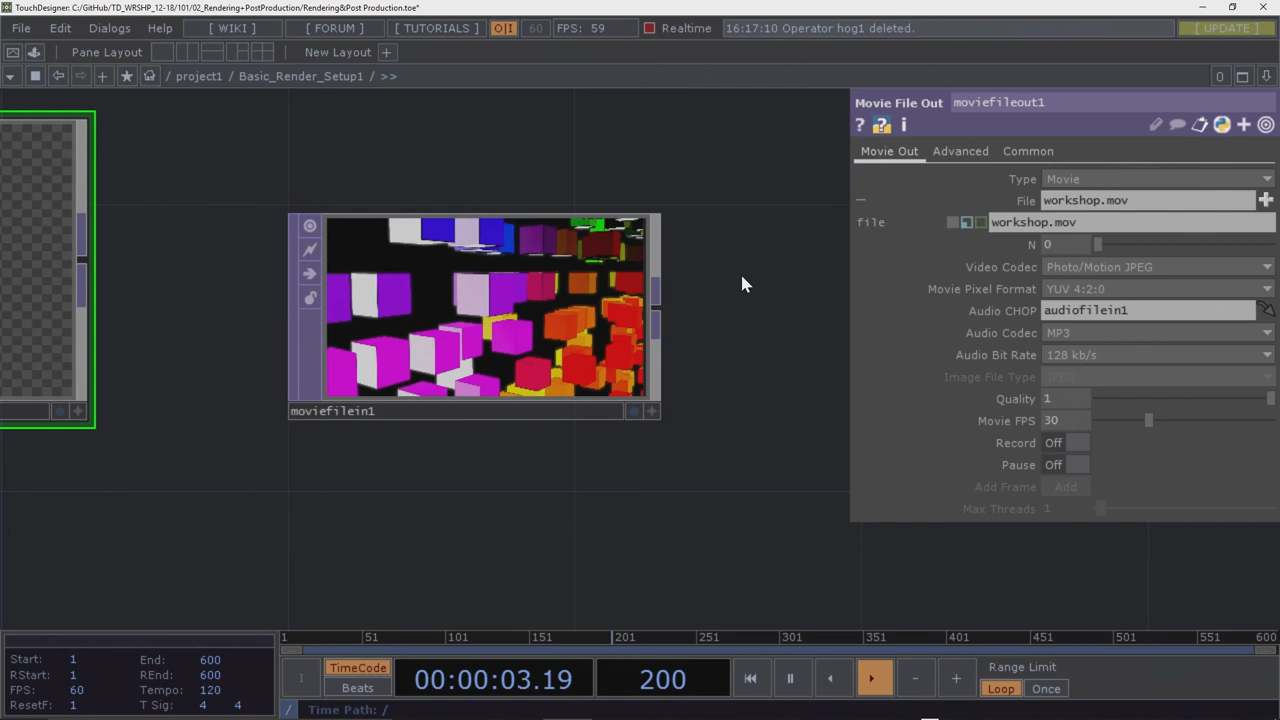 TouchDesigner: C:/GitHub/TD_WRSHP_12-18/101/02_Rendering+PostProduction/Rendering&Post Production.toe*
File Edit Dialogs Help [ WIKI ] [ FORUM ] [ TUTORIALS ] O|I 60 FPS: 59 Realtime 16:17:10 Operator hog1 deleted. [ UPDATE ]
Pane Layout New Layout +
/ project1 / Basic_Render_Setup1 / >> 0
Movie File Out moviefileout1
? ? i
Movie Out Advanced Common
Type Movie
File workshop.mov
file workshop.mov
N 0
Video Codec Photo/Motion JPEG
Movie Pixel Format YUV 4:2:0
Audio CHOP audiofilein1
Audio Codec MP3
Audio Bit Rate 128 kb/s
Image File Type JPEG
Quality 1
Movie FPS 30
Record Off
Pause Off
Add Frame Add
Max Threads 1
moviefilein1
1 51 101 151 201 251 301 351 401 451 501 551 600
Start: 1 End: 600
RStart: 1 REnd: 600
FPS: 60 Tempo: 120
ResetF: 1 T Sig: 4 4
I TimeCode Beats 00:00:03.19 200 - +
Range Limit
Loop Once
/ Time Path: /